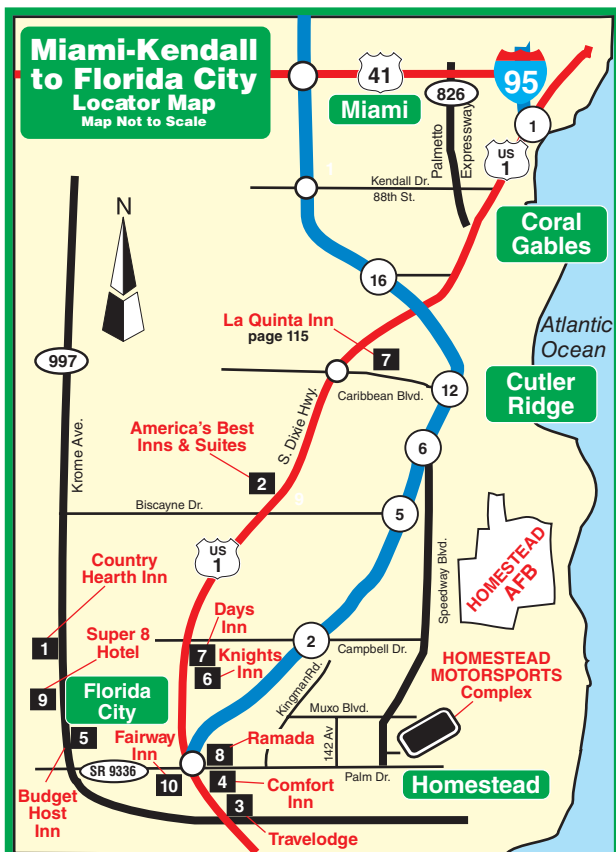 Miami-Kendall
to Florida City
Locator Map
Map Not to Scale
41
95
Miami
826
Palmetto
Expressway
1
US
1
1
Kendall Dr.
88th St.
N
Coral
Gables
16
La Quinta Inn
page 115
7
Atlantic
Ocean
997
Caribbean Blvd.
12
Cutler
Ridge
S. Dixie Hwy.
America's Best
Inns & Suites
2
6
Krome Ave.
9
Biscayne Dr.
5
Speedway Blvd.
HOMESTEAD
AFB
US
1
Country
Hearth Inn
1
Days
Inn
7
2
Campbell Dr.
Super 8
Hotel
9
Knights
Inn
6
Kingman Rd.
HOMESTEAD
MOTORSPORTS
Complex
Florida
City
5
Muxo Blvd.
142 Av
Fairway
Inn
10
8
Ramada
SR 9336
Palm Dr.
4
Comfort
Inn
Homestead
Budget
Host
Inn
3
Travelodge